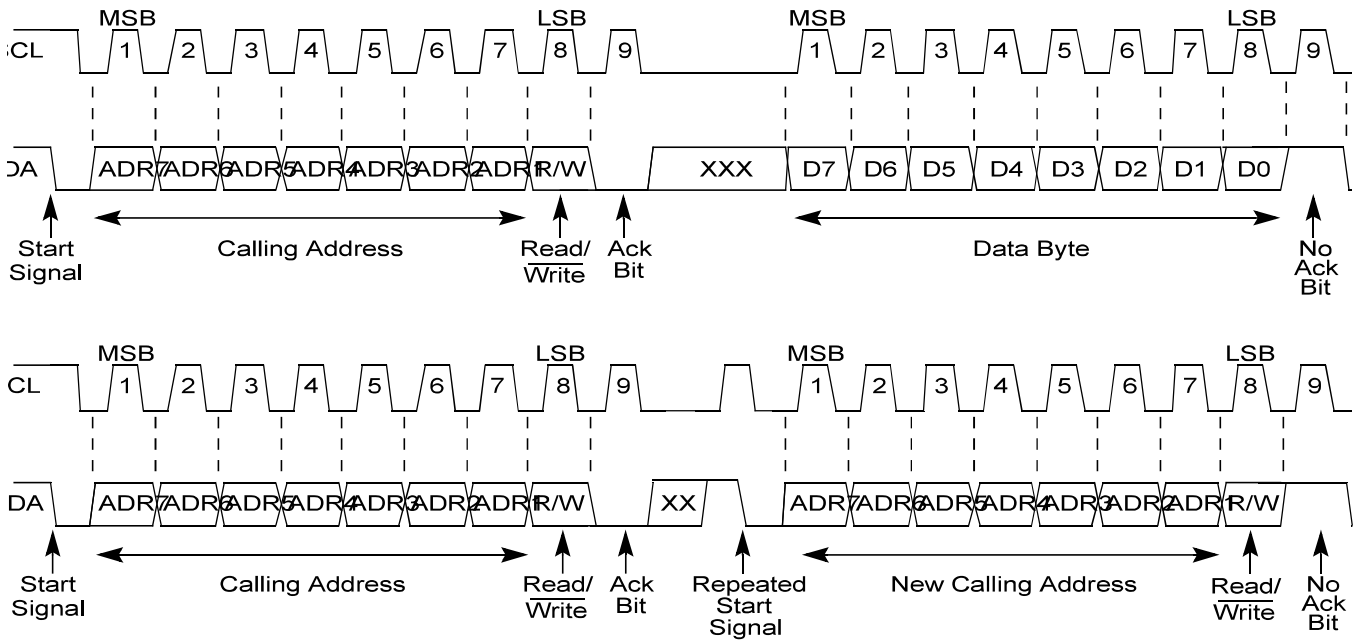 MSB LSB MSB LSB
SCL 1 2 3 4 5 6 7 8 9 1 2 3 4 5 6 7 8 9
DA ADR7 ADR6 ADR5 ADR4 ADR3 ADR2 ADR1 R/W XXX D7 D6 D5 D4 D3 D2 D1 D0
Start Signal
Calling Address
Read/
Write
Ack
Bit
Data Byte
No
Ack
Bit
MSB LSB MSB LSB
CL 1 2 3 4 5 6 7 8 9 1 2 3 4 5 6 7 8 9
DA ADR7 ADR6 ADR5 ADR4 ADR3 ADR2 ADR1 R/W XX ADR7 ADR6 ADR5 ADR4 ADR3 ADR2 ADR1 R/W
Start
Signal
Calling Address
Read/
Write
Ack
Bit
Repeated
Start
Signal
New Calling Address
Read/
Write
No
Ack
Bit